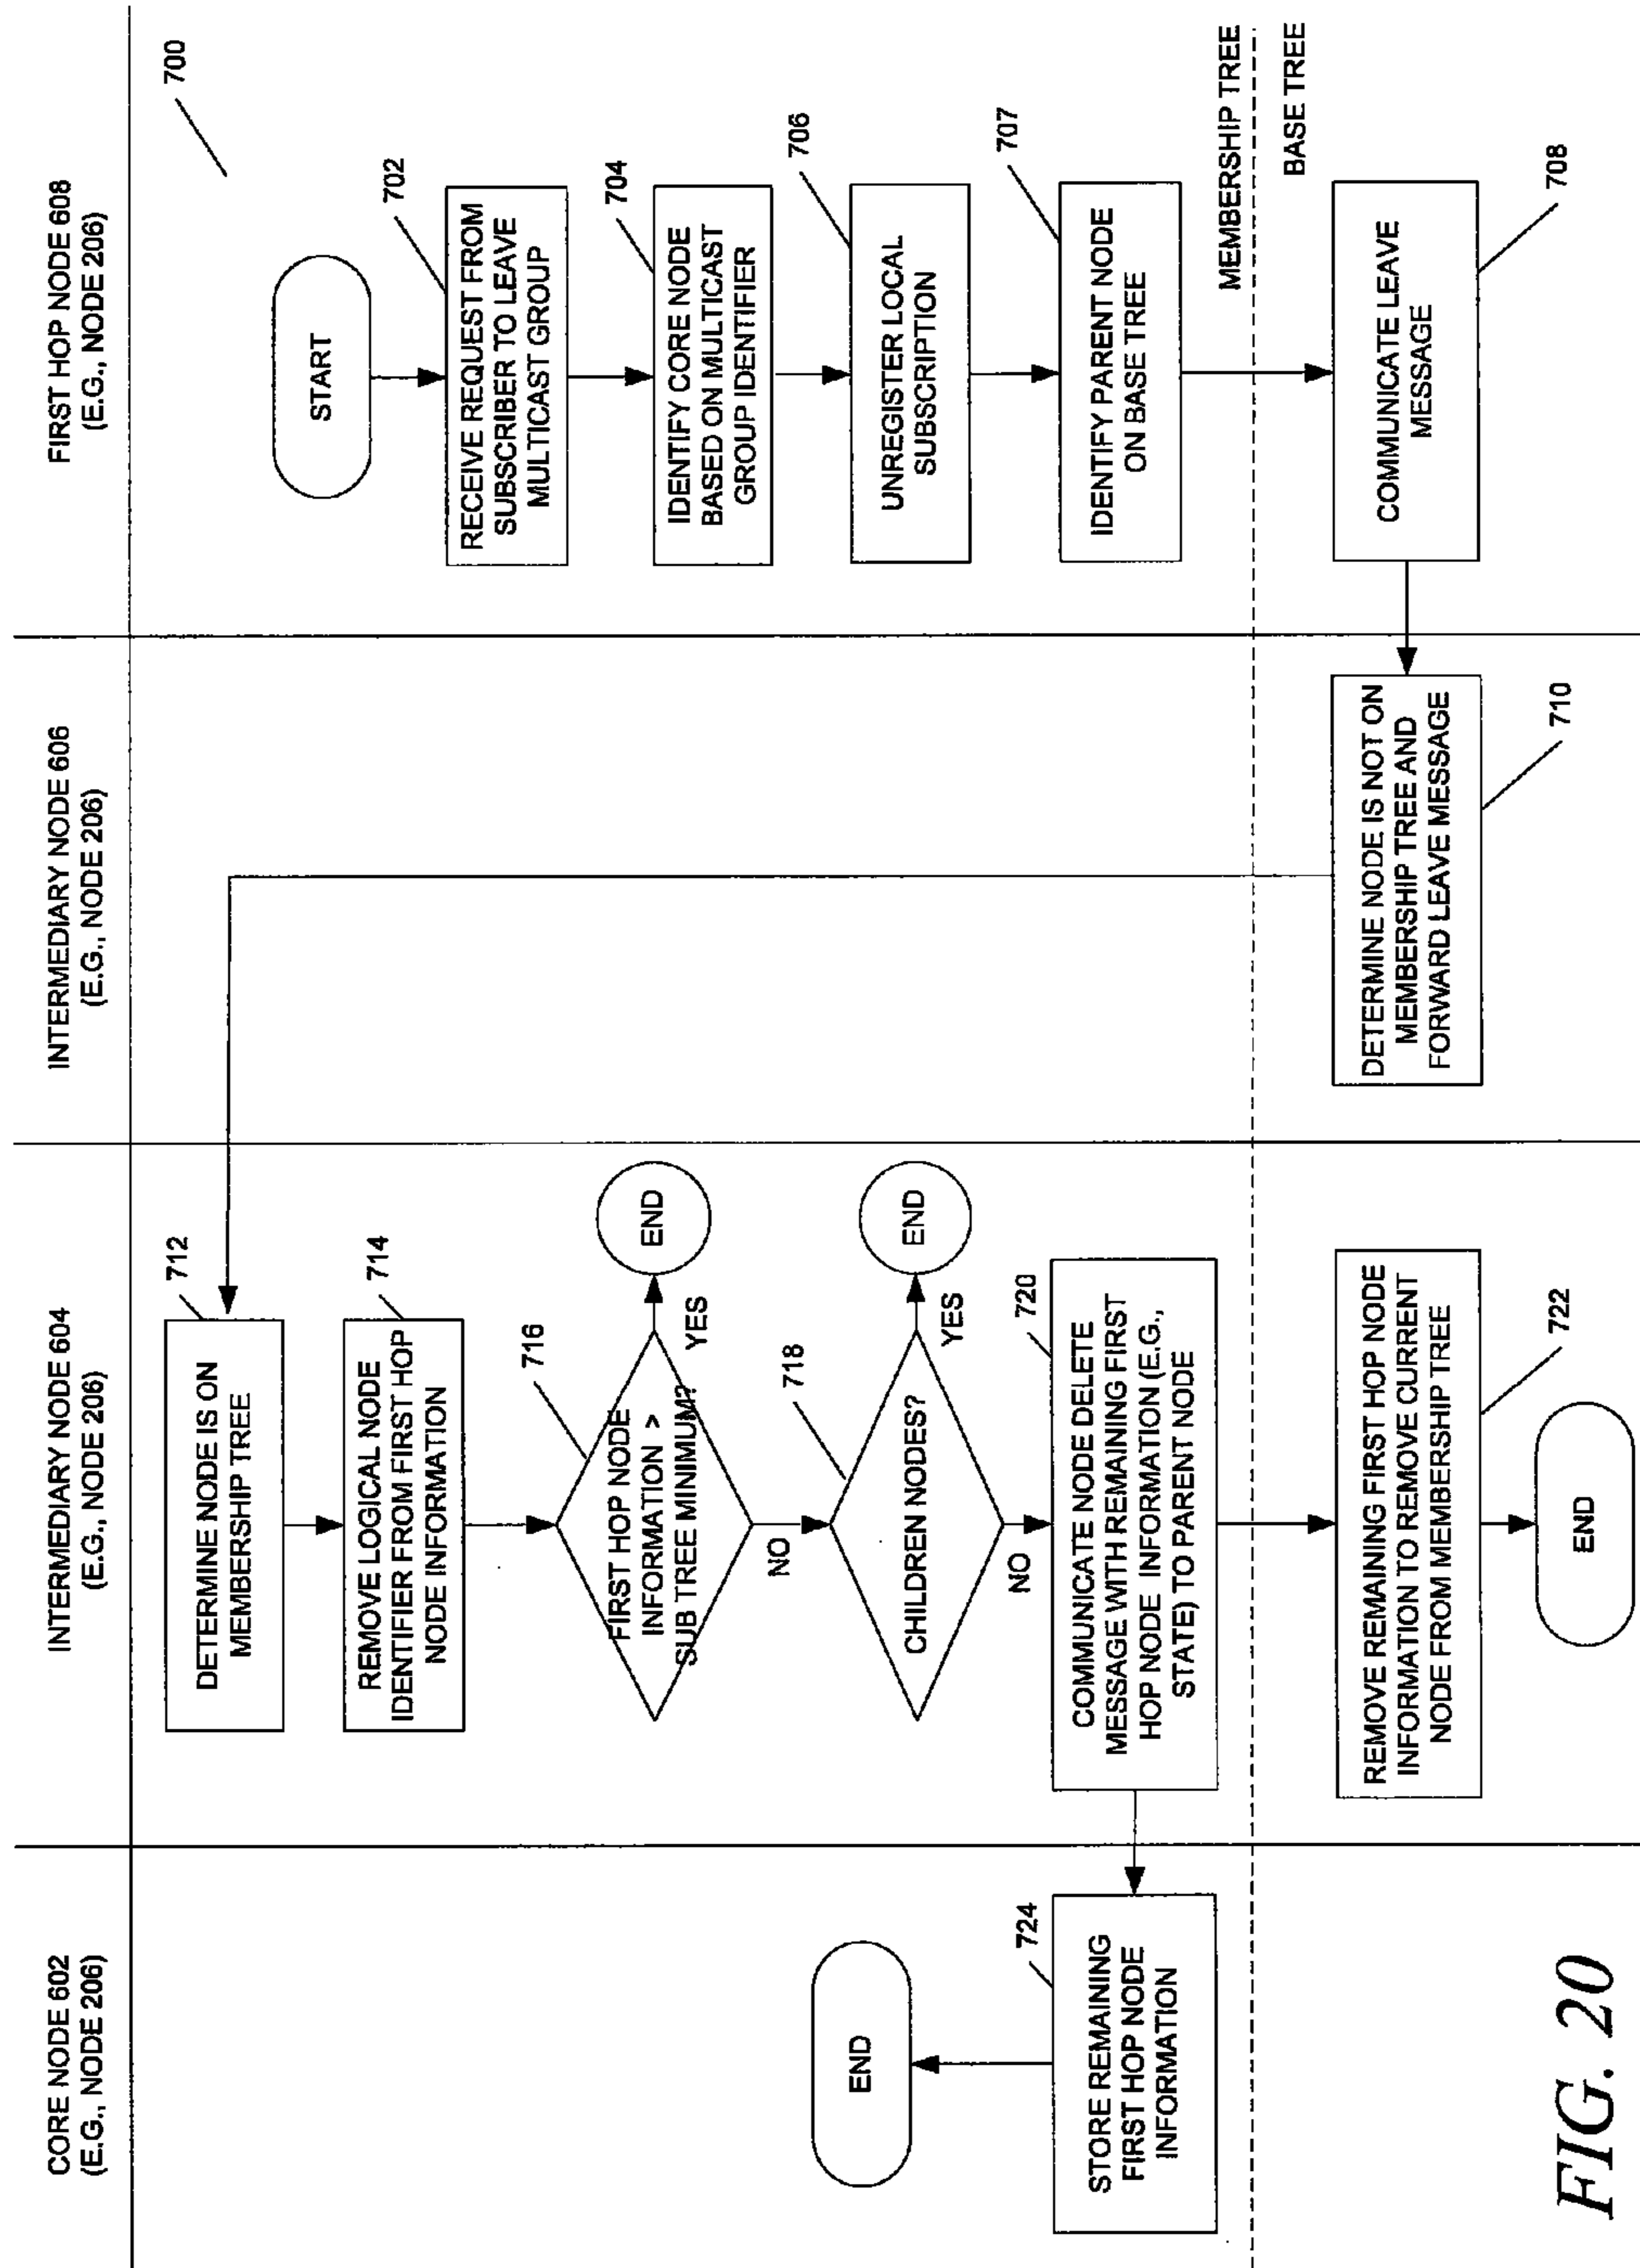 CORE NODE 602
(E.G., NODE 206)
INTERMEDIARY NODE 604
(E.G., NODE 206)
INTERMEDIARY NODE 606
(E.G., NODE 206)
FIRST HOP NODE 608
(E.G., NODE 206)
700
START
702
RECEIVE REQUEST FROM
SUBSCRIBER TO LEAVE
MULTICAST GROUP
704
IDENTIFY CORE NODE
BASED ON MULTICAST
GROUP IDENTIFIER
706
UNREGISTER LOCAL
SUBSCRIPTION
707
IDENTIFY PARENT NODE
ON BASE TREE
MEMBERSHIP TREE
BASE TREE
708
COMMUNICATE LEAVE
MESSAGE
710
DETERMINE NODE IS NOT ON
MEMBERSHIP TREE AND
FORWARD LEAVE MESSAGE
712
DETERMINE NODE IS ON
MEMBERSHIP TREE
714
REMOVE LOGICAL NODE
IDENTIFIER FROM FIRST HOP
NODE INFORMATION
716
FIRST HOP NODE
INFORMATION >
SUB TREE MINIMUM?
YES
END
NO
718
CHILDREN NODES?
YES
END
NO
720
COMMUNICATE NODE DELETE
MESSAGE WITH REMAINING FIRST
HOP NODE INFORMATION (E.G.,
STATE) TO PARENT NODE
722
REMOVE REMAINING FIRST HOP NODE
INFORMATION TO REMOVE CURRENT
NODE FROM MEMBERSHIP TREE
END
724
STORE REMAINING
FIRST HOP NODE
INFORMATION
END
FIG. 20